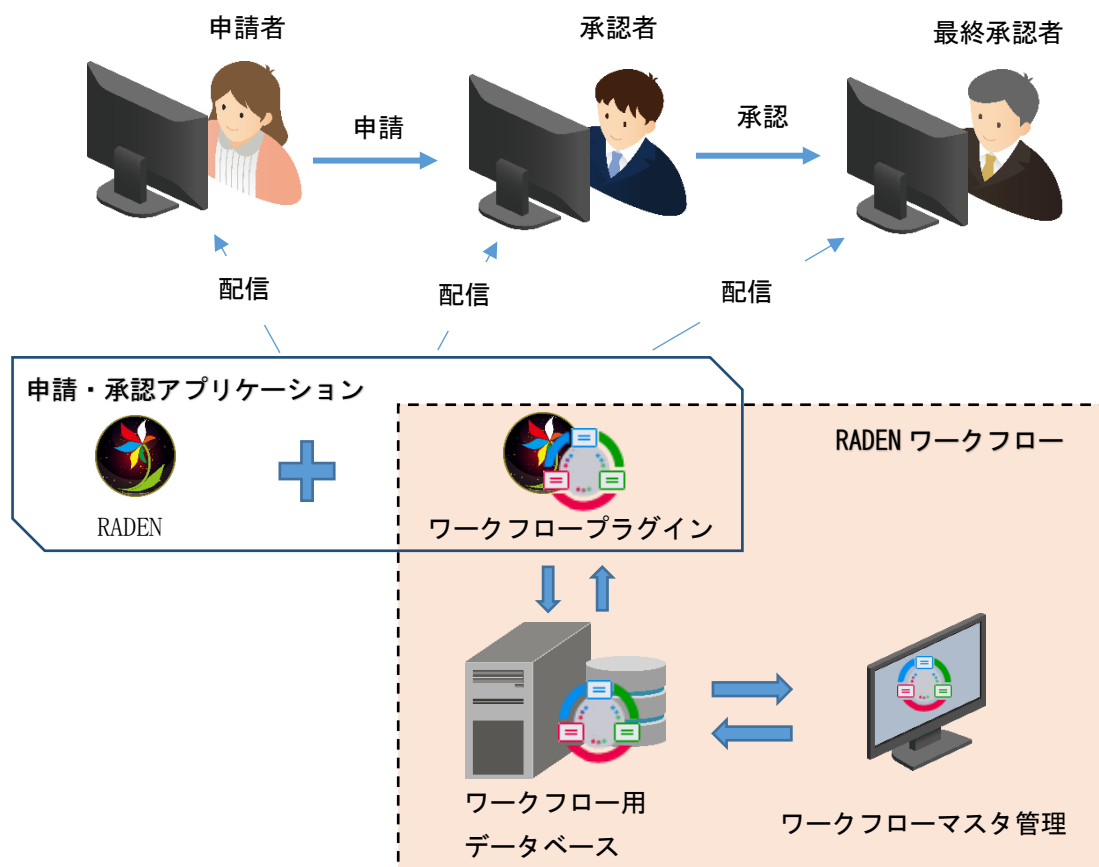 申請者
承認者
最終承認者
申請
承認
配信
配信
配信
申請・承認アプリケーション
RADEN ワークフロー
RADEN
ワークフロープラグイン
ワークフロー用
データベース
ワークフローマスタ管理